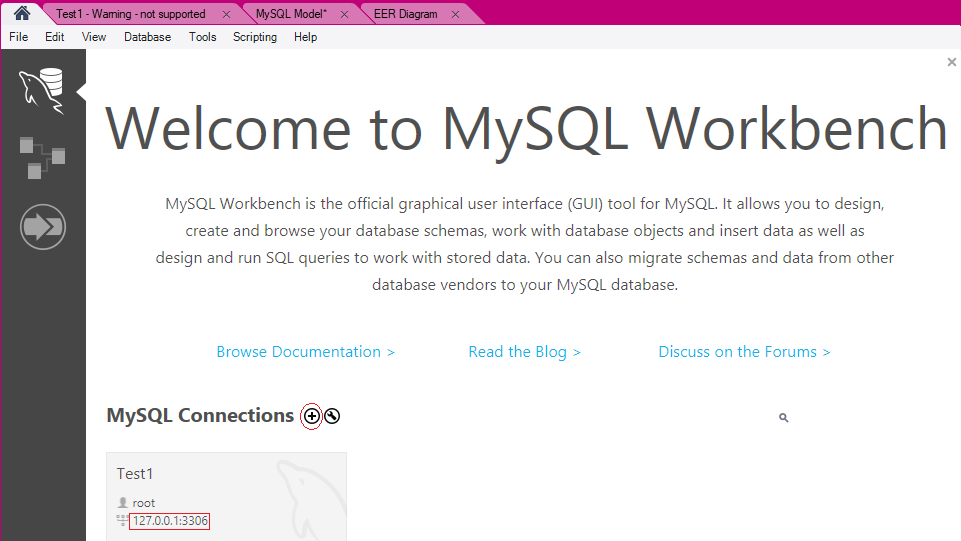 Test1 - Warning - not supported
MySQL Model*
EER Diagram
File Edit View Database Tools Scripting Help
Welcome to MySQL Workbench
MySQL Workbench is the official graphical user interface (GUI) tool for MySQL. It allows you to design,
create and browse your database schemas, work with database objects and insert data as well as
design and run SQL queries to work with stored data. You can also migrate schemas and data from other
database vendors to your MySQL database.
Browse Documentation > Read the Blog > Discuss on the Forums >
MySQL Connections
Test1
root
127.0.0.1:3306